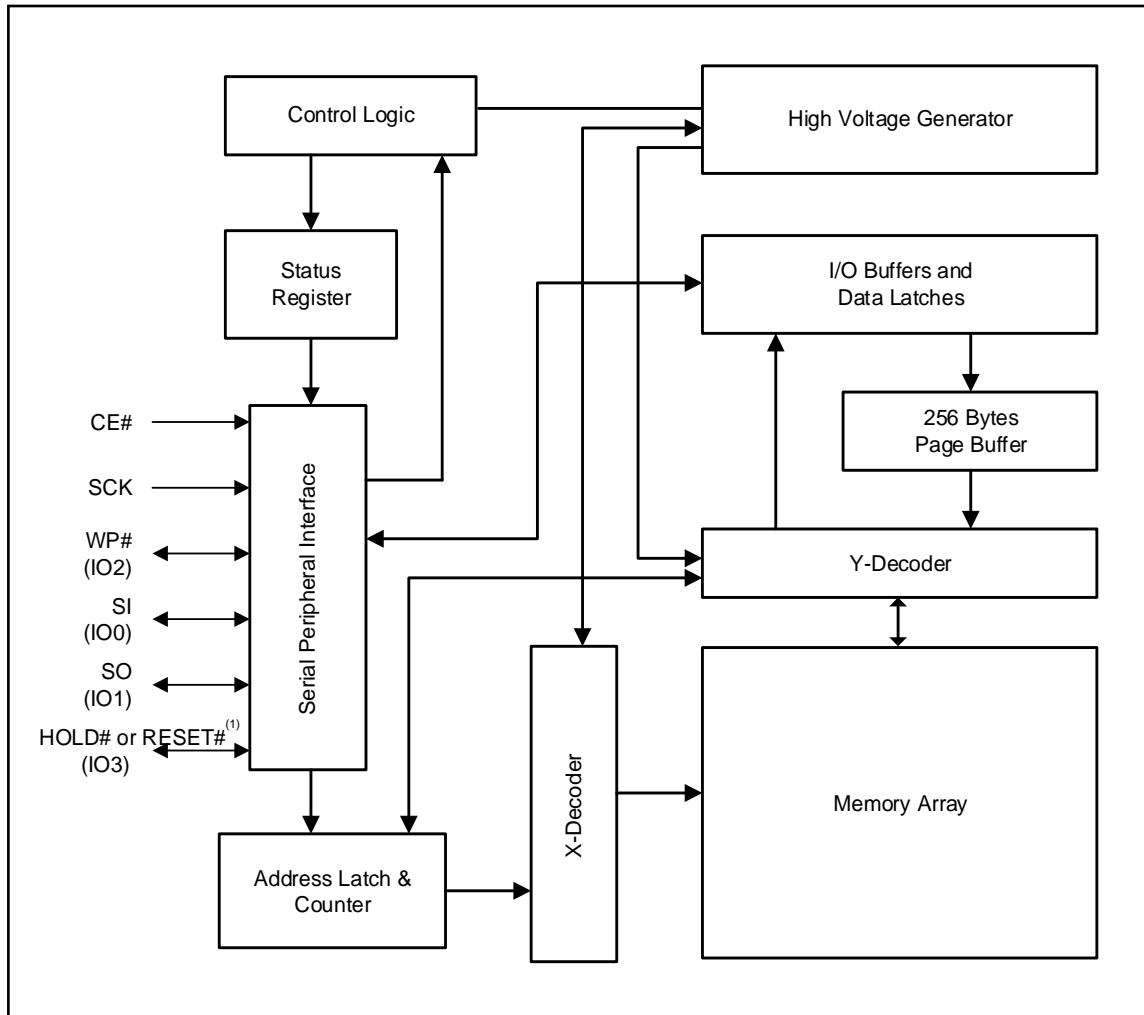 Control Logic
High Voltage Generator
Status
Register
I/O Buffers and
Data Latches
256 Bytes
Page Buffer
CE#
SCK
WP#
(IO2)
SI
(IO0)
SO
(IO1)
HOLD# or RESET#(1)
(IO3)
Serial Peripheral Interface
Y-Decoder
X-Decoder
Memory Array
Address Latch &
Counter